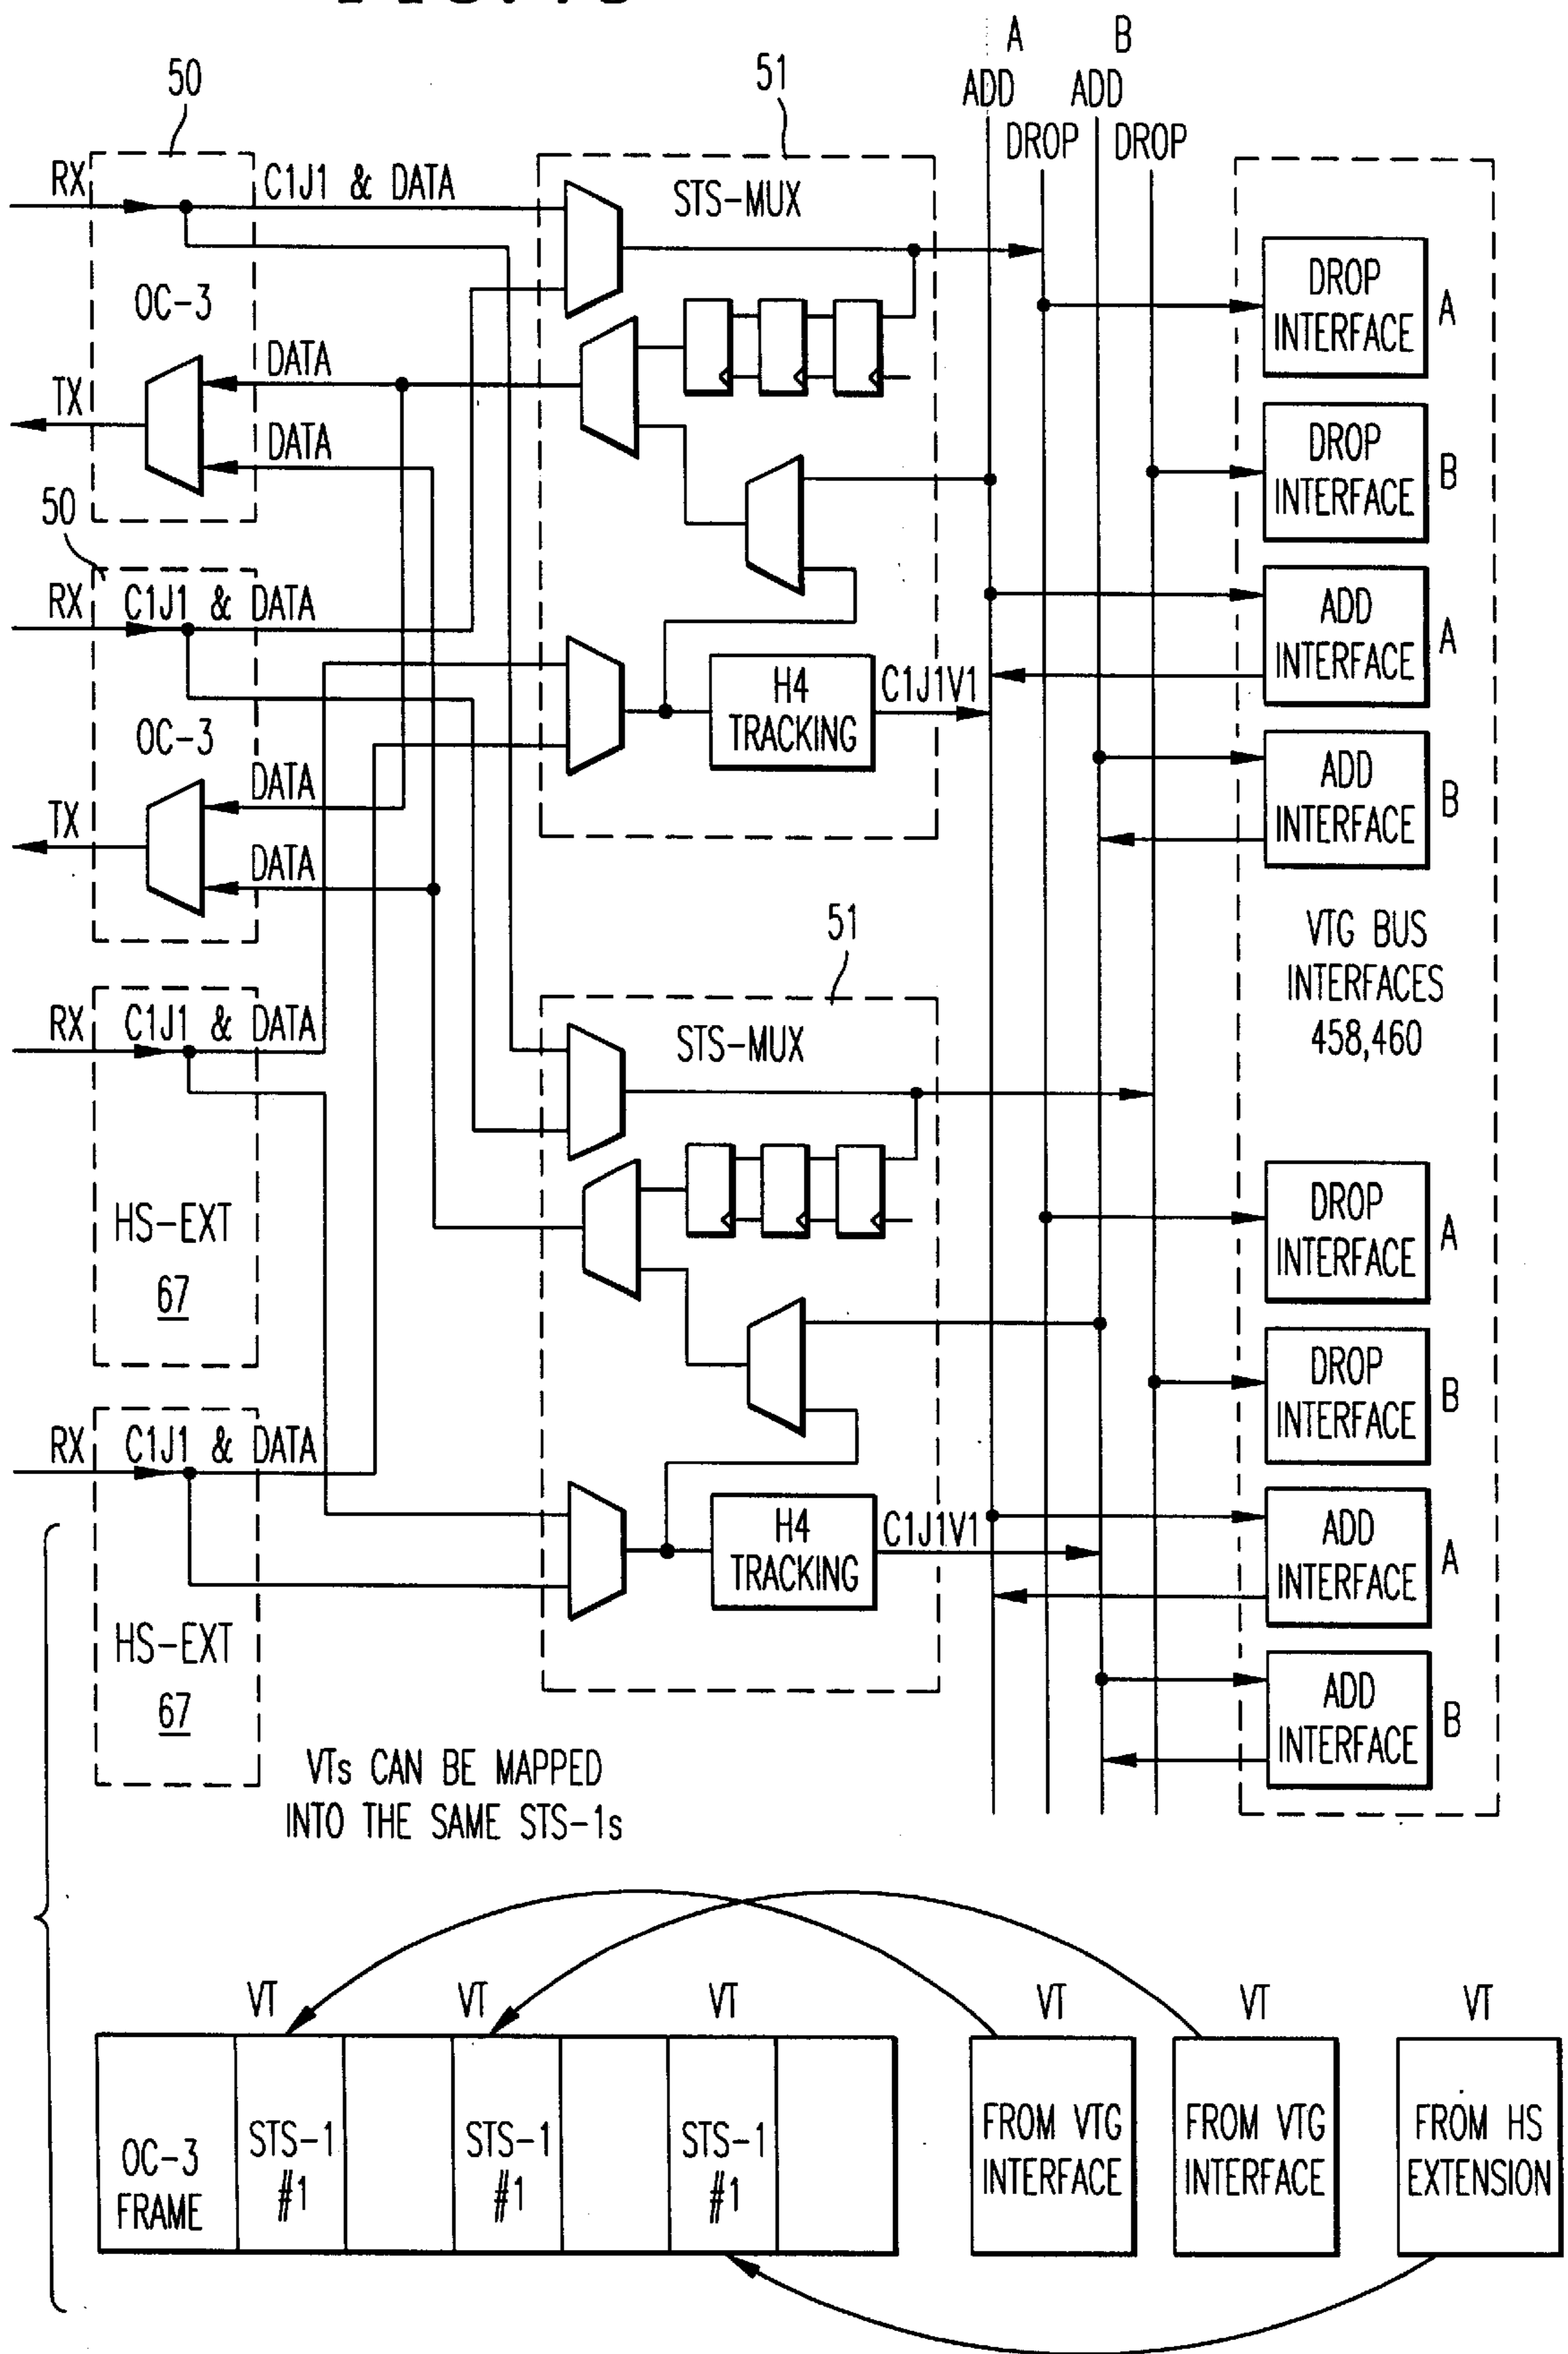 A B
ADD ADD
DROP DROP
50
51
RX C1J1 & DATA
STS-MUX
OC-3
DATA
TX
DATA
DROP INTERFACE A
DROP INTERFACE B
50
RX C1J1 & DATA
ADD INTERFACE A
H4 TRACKING
C1J1V1
OC-3
DATA
TX
DATA
ADD INTERFACE B
51
VTG BUS
INTERFACES
458,460
RX C1J1 & DATA
STS-MUX
HS-EXT
67
DROP INTERFACE A
DROP INTERFACE B
RX C1J1 & DATA
H4 TRACKING
C1J1V1
ADD INTERFACE A
HS-EXT
67
ADD INTERFACE B
VTs CAN BE MAPPED
INTO THE SAME STS-1s
VT VT VT VT VT VT
OC-3 FRAME
STS-1 #1
STS-1 #1
STS-1 #1
FROM VTG INTERFACE
FROM VTG INTERFACE
FROM HS EXTENSION